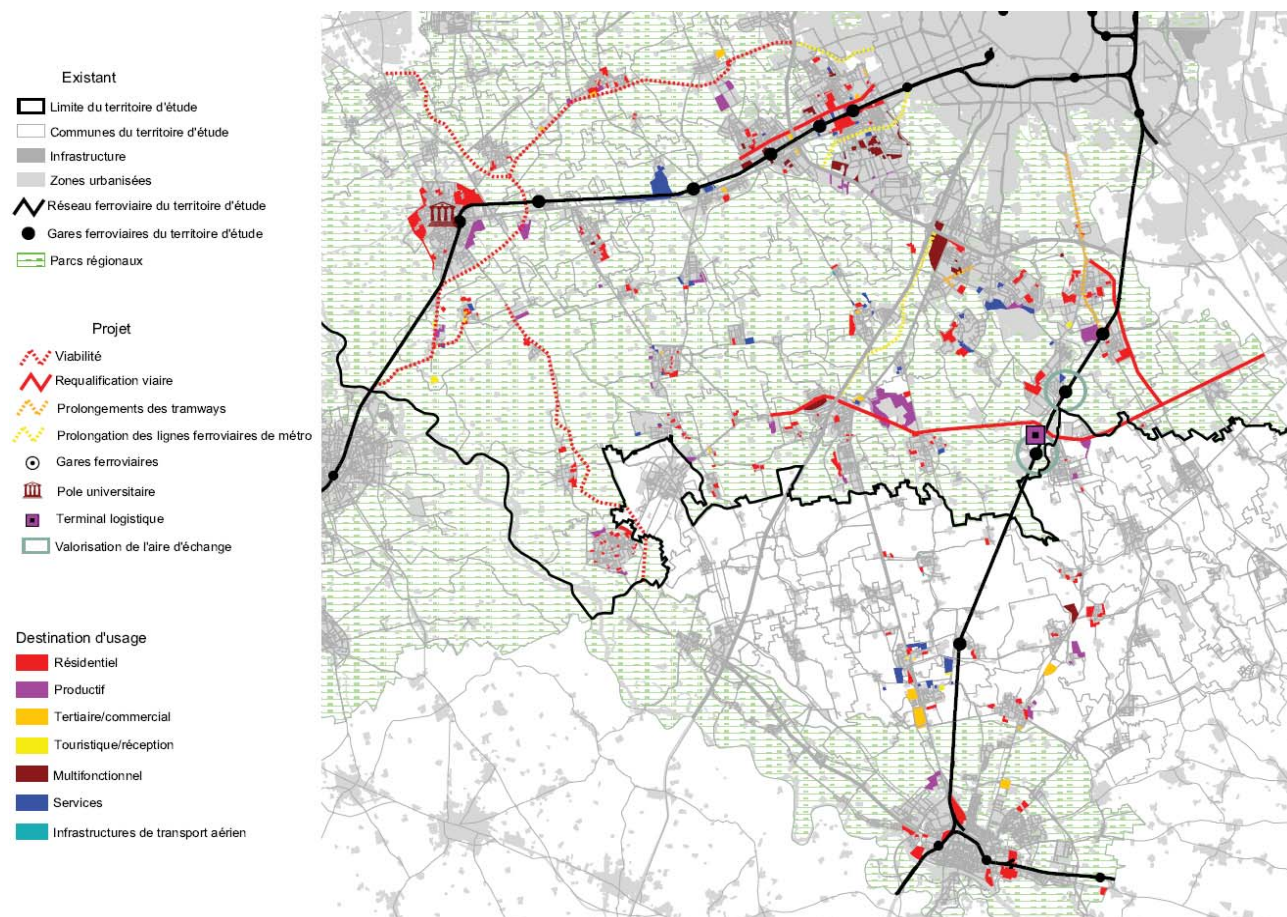 Existant
Limite du territoire d'étude
Communes du territoire d'étude
Infrastructure
Zones urbanisées
Réseau ferroviaire du territoire d'étude
Gares ferroviaires du territoire d'étude
Parcs régionaux
Projet
Viabilité
Requalification viaire
Prolongements des tramways
Prolongation des lignes ferroviaires de métro
Gares ferroviaires
Pole universitaire
Terminal logistique
Valorisation de l'aire d'échange
Destination d'usage
Résidentiel
Productif
Tertiaire/commercial
Touristique/réception
Multifonctionnel
Services
Infrastructures de transport aérien